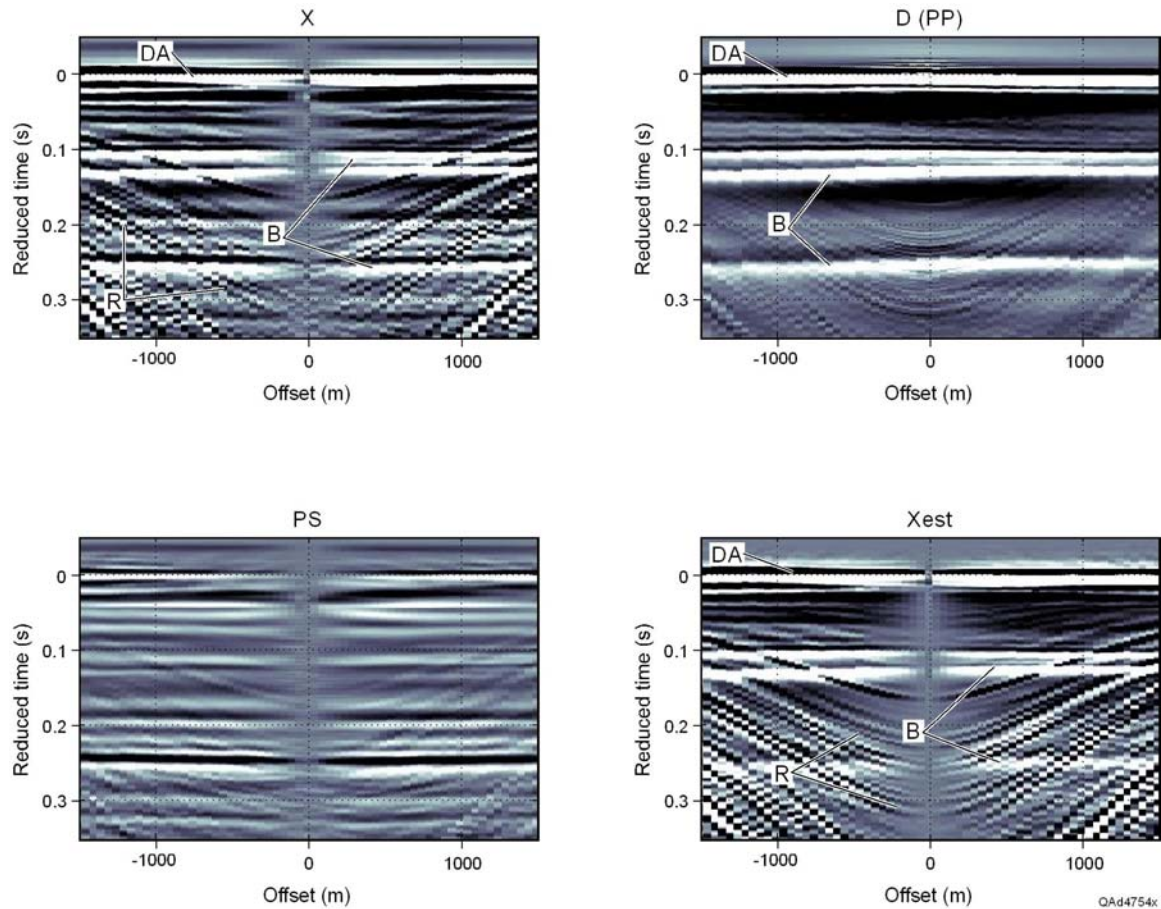 X
DA
0
0.1
0.2
0.3
Reduced time (s)
B
R
-1000
0
1000
Offset (m)
D (PP)
DA
0
0.1
0.2
0.3
Reduced time (s)
B
-1000
0
1000
Offset (m)
PS
0
0.1
0.2
0.3
Reduced time (s)
-1000
0
1000
Offset (m)
Xest
DA
0
0.1
0.2
0.3
Reduced time (s)
B
R
-1000
0
1000
Offset (m)
QAd4754x